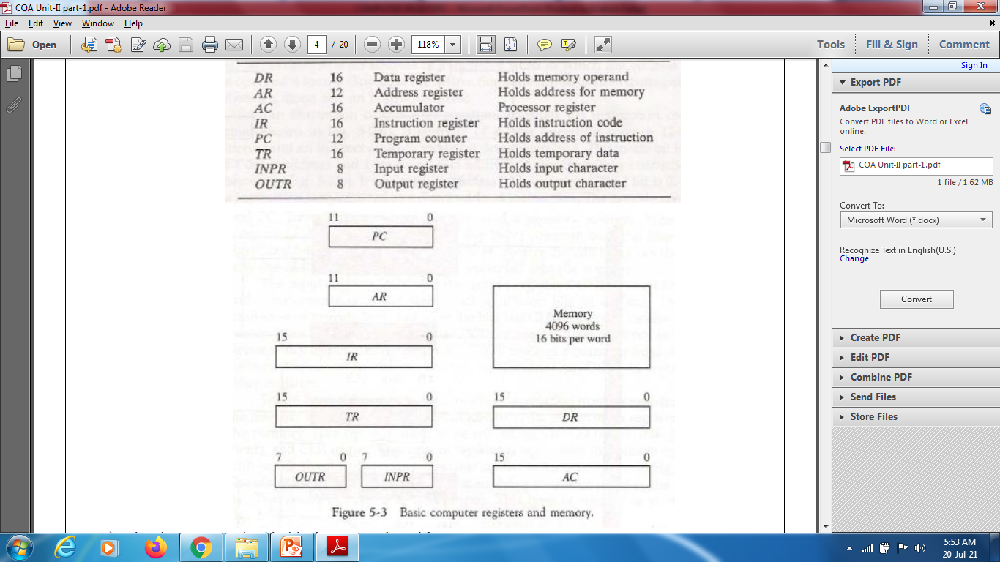 COA Unit-II part-1.pdf - Adobe Reader
File Edit View Window Help
Open 4 / 20 118% Tools Fill & Sign Comment
Sign In
Export PDF
Adobe ExportPDF
Convert PDF files to Word or Excel
online.
Select PDF File:
COA Unit-II part-1.pdf
1 file / 1.62 MB
Convert To:
Microsoft Word (*.docx)
Recognize Text in English(U.S.)
Change
Convert
Create PDF
Edit PDF
Combine PDF
Send Files
Store Files
DR 16 Data register Holds memory operand
AR 12 Address register Holds address for memory
AC 16 Accumulator Processor register
IR 16 Instruction register Holds instruction code
PC 12 Program counter Holds address of instruction
TR 16 Temporary register Holds temporary data
INPR 8 Input register Holds input character
OUTR 8 Output register Holds output character
11 0
PC
11 0
AR
Memory
4096 words
16 bits per word
15 0
IR
15 0 15 0
TR DR
7 0 7 0 15 0
OUTR INPR AC
Figure 5-3 Basic computer registers and memory.
5:53 AM
20-Jul-21